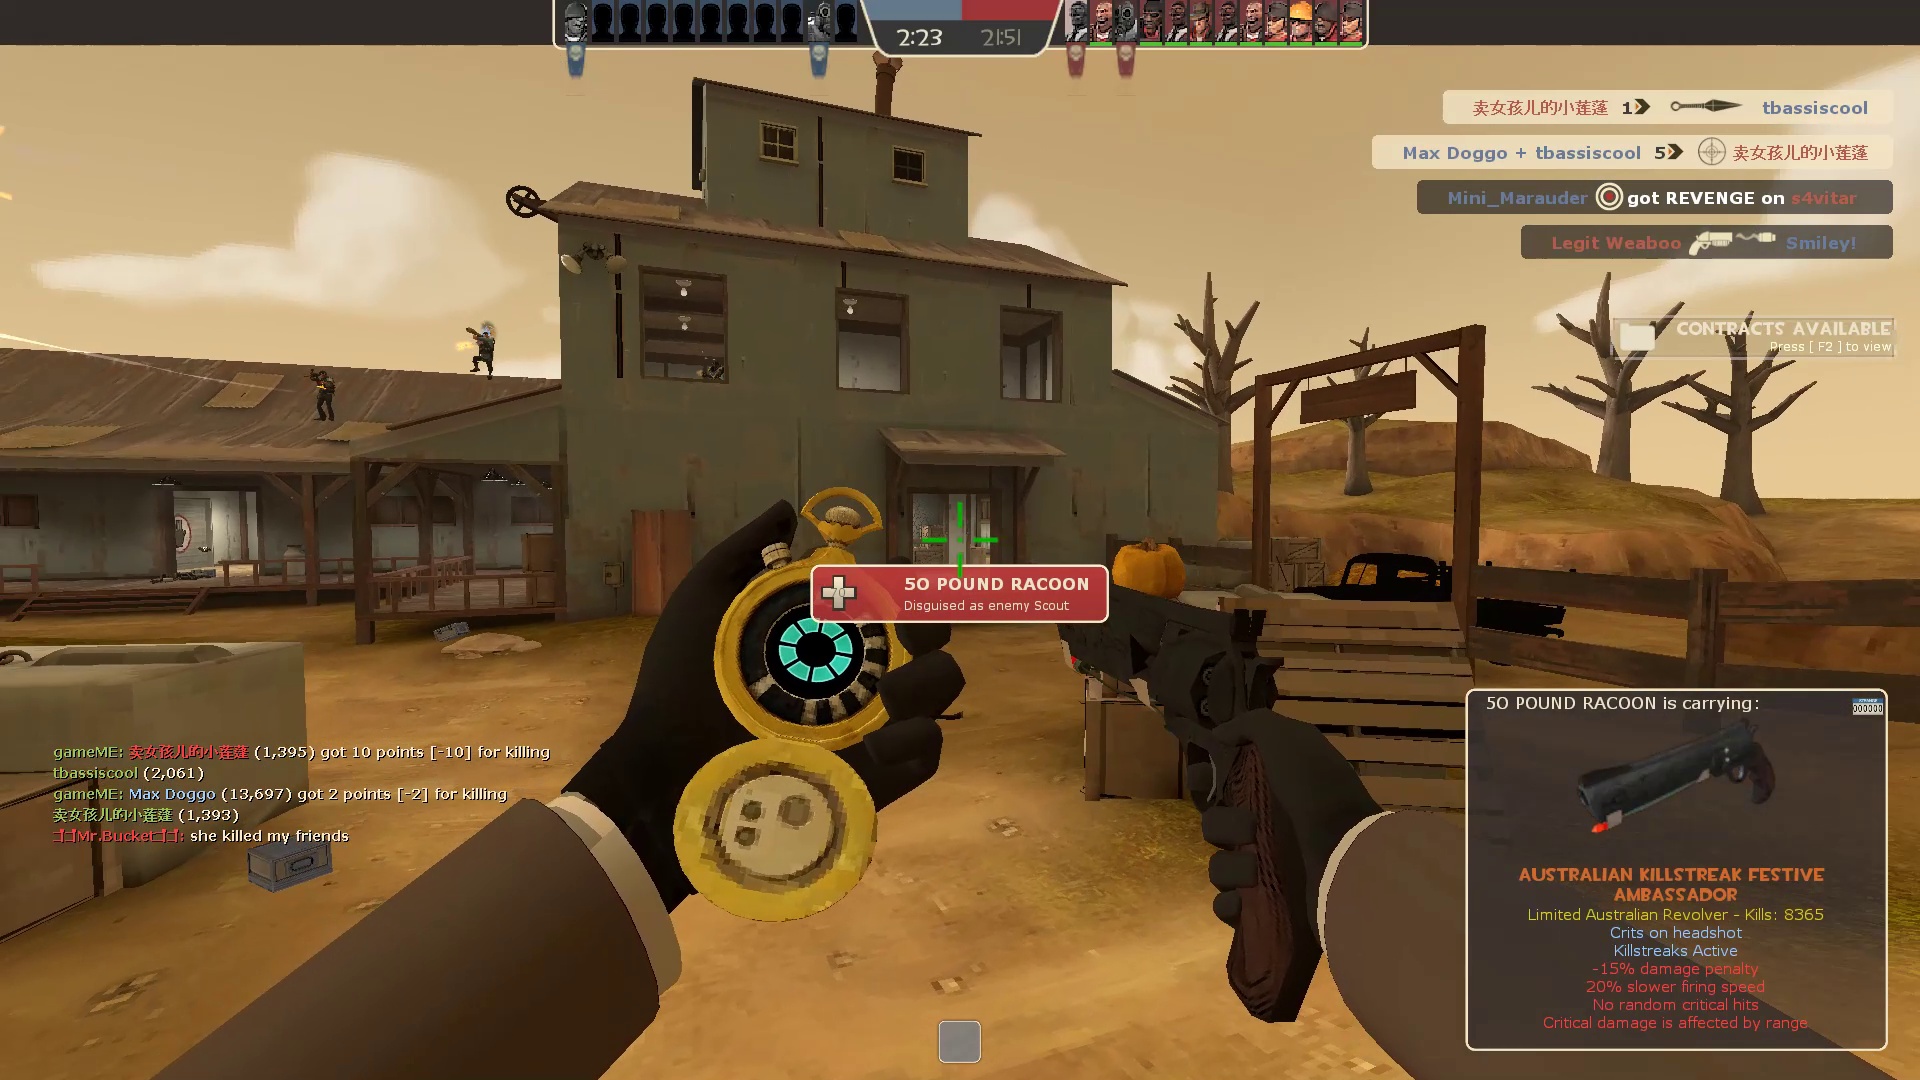 2:23 21:51
卖女孩儿的小莲蓬 1 tbassiscool
Max Doggo + tbassiscool 5 卖女孩儿的小莲蓬
Mini_Marauder got REVENGE on s4vitar
Legit Weaboo Smiley!
CONTRACTS AVAILABLE
Press [ F2 ] to view
50 POUND RACOON
Disguised as enemy Scout
gameME: 卖女孩儿的小莲蓬 (1,395) got 10 points [-10] for killing
tbassiscool (2,061)
gameME: Max Doggo (13,697) got 2 points [-2] for killing
卖女孩儿的小莲蓬 (1,393)
Mr.Bucket: she killed my friends
50 POUND RACOON is carrying:
000000
AUSTRALIAN KILLSTREAK FESTIVE
AMBASSADOR
Limited Australian Revolver - Kills: 8365
Crits on headshot
Killstreaks Active
-15% damage penalty
20% slower firing speed
No random critical hits
Critical damage is affected by range